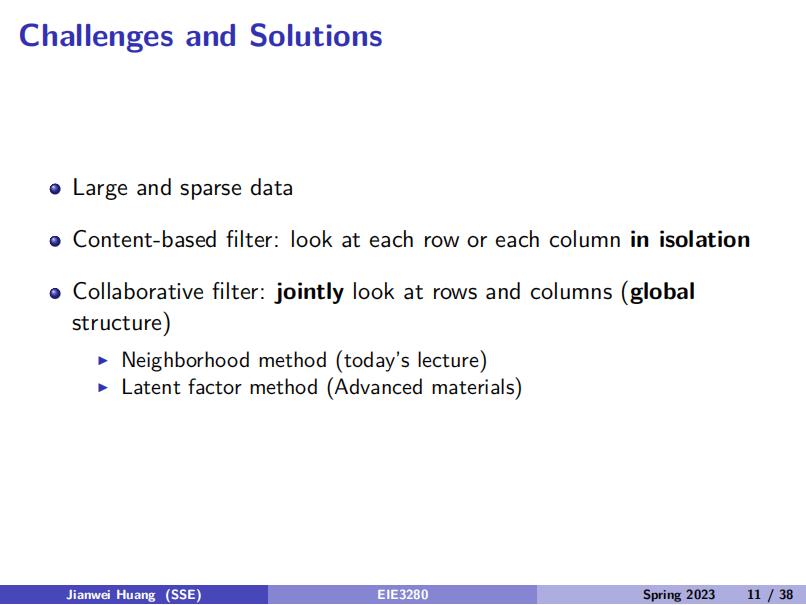 Challenges and Solutions
Large and sparse data
Content-based filter: look at each row or each column in isolation
Collaborative filter: jointly look at rows and columns (global
structure)
Neighborhood method (today's lecture)
Latent factor method (Advanced materials)
Jianwei Huang (SSE) EIE3280 Spring 2023 11 / 38